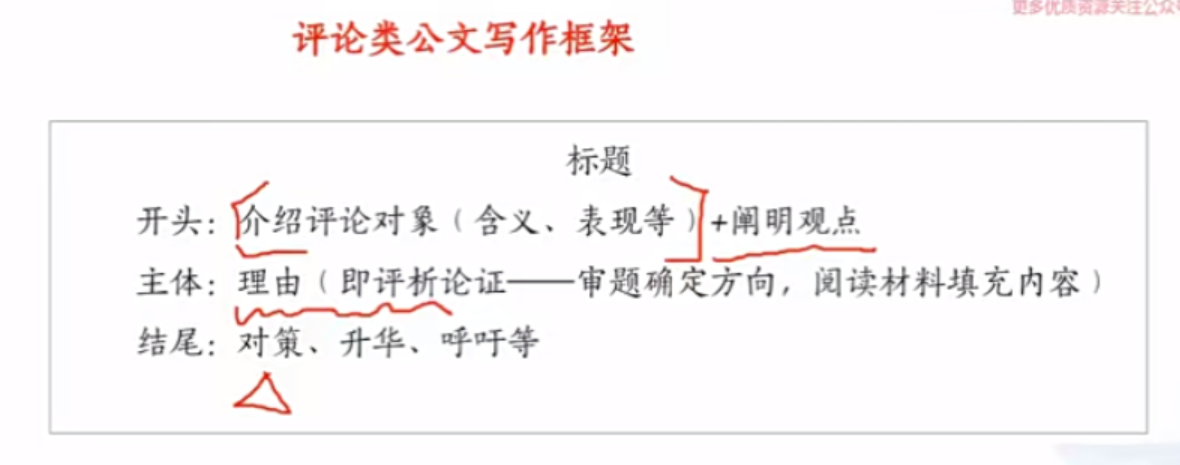 更多优质资源关注公众
评论类公文写作框架
标题
开头：介绍评论对象（含义、表现等）+阐明观点
主体：理由（即评析论证——审题确定方向，阅读材料填充内容）
结尾：对策、升华、呼吁等